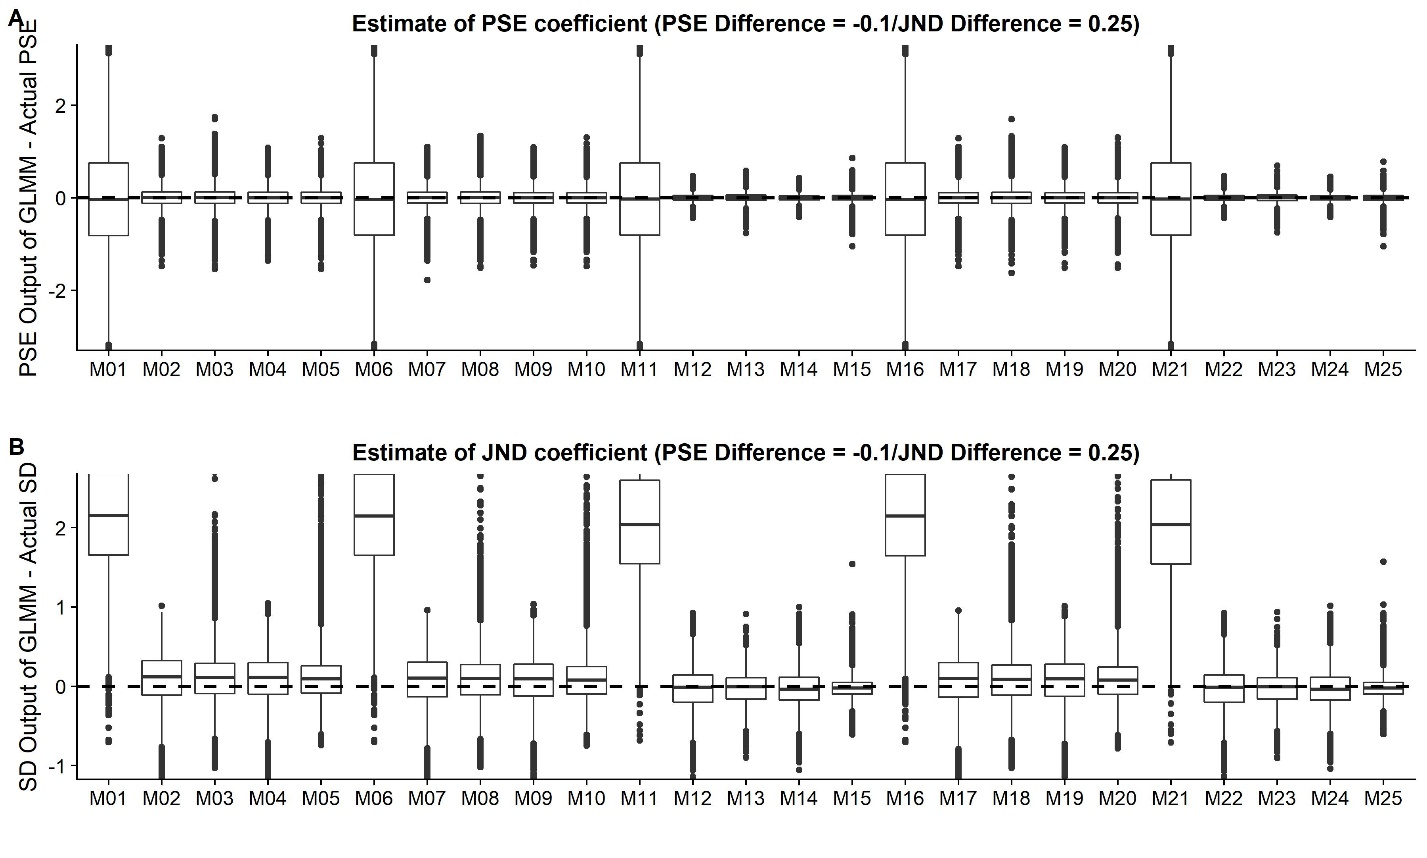 A
Estimate of PSE coefficient (PSE Difference = -0.1/JND Difference = 0.25)
PSE Output of GLMM - Actual PSE
2
0
-2
M01 M02 M03 M04 M05 M06 M07 M08 M09 M10 M11 M12 M13 M14 M15 M16 M17 M18 M19 M20 M21 M22 M23 M24 M25
B
Estimate of JND coefficient (PSE Difference = -0.1/JND Difference = 0.25)
SD Output of GLMM - Actual SD
2
1
0
-1
M01 M02 M03 M04 M05 M06 M07 M08 M09 M10 M11 M12 M13 M14 M15 M16 M17 M18 M19 M20 M21 M22 M23 M24 M25